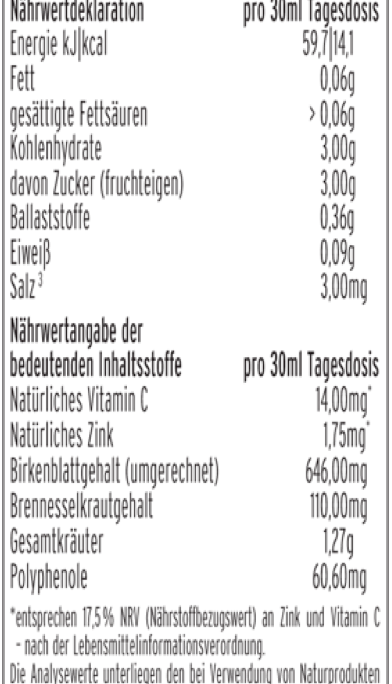 Nährwertdeklaration pro 30ml Tagesdosis
Energie kJ|kcal 59,7|14,1
Fett 0,06g
gesättigte Fettsäuren > 0,06g
Kohlenhydrate 3,00g
davon Zucker (fruchteigen) 3,00g
Ballaststoffe 0,36g
Eiweiß 0,09g
Salz³ 3,00mg
Nährwertangabe der
bedeutenden Inhaltsstoffe pro 30ml Tagesdosis
Natürliches Vitamin C 14,00mg*
Natürliches Zink 1,75mg*
Birkenblattgehalt (umgerechnet) 646,00mg
Brennesselkrautgehalt 110,00mg
Gesamtkräuter 1,27g
Polyphenole 60,60mg
*entsprechen 17,5 % NRV (Nährstoffbezugswert) an Zink und Vitamin C
- nach der Lebensmittelinformationsverordnung.
Die Analysewerte unterliegen den bei Verwendung von Naturprodukten